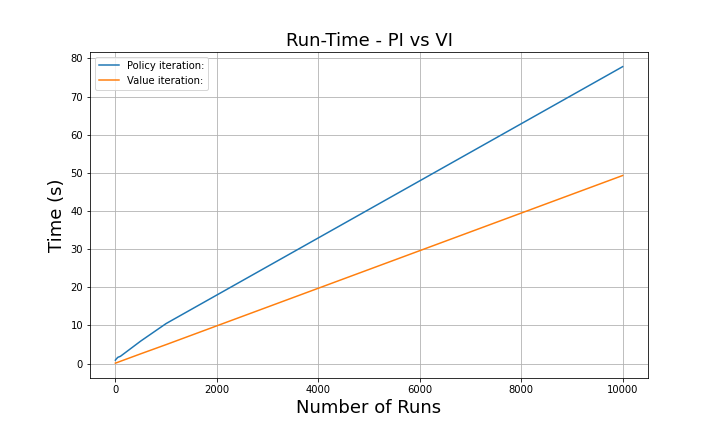 Run-Time - PI vs VI
Policy iteration:
Value iteration:
80
70
60
50
40
30
20
10
0
Time (s)
0 2000 4000 6000 8000 10000
Number of Runs